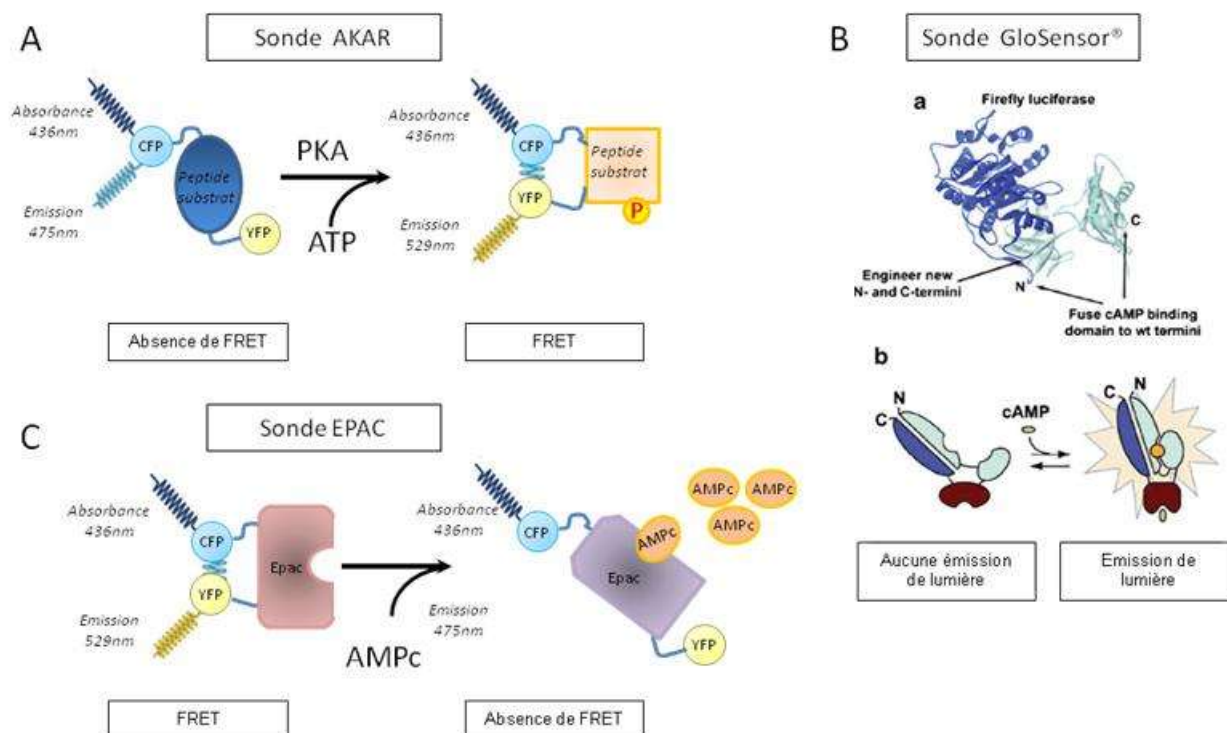 A
Sonde AKAR
Absorbance
436nm
CFP
Emission
475nm
Peptide
substrat
YFP
PKA
ATP
Absorbance
436nm
CFP
YFP
Peptide
substrat
P
Emission
529nm
Absence de FRET
FRET
B
Sonde GloSensor®
a
Firefly luciferase
C
Engineer new
N- and C-termini
N
Fuse cAMP binding
domain to wt termini
b
N
C
cAMP
N
C
Aucune émission
de lumière
Emission de
lumière
C
Sonde EPAC
Absorbance
436nm
CFP
YFP
Epac
Emission
529nm
AMPc
Absorbance
436nm
CFP
Epac
AMPc
AMPc
AMPc
AMPc
Emission
475nm
YFP
FRET
Absence de FRET